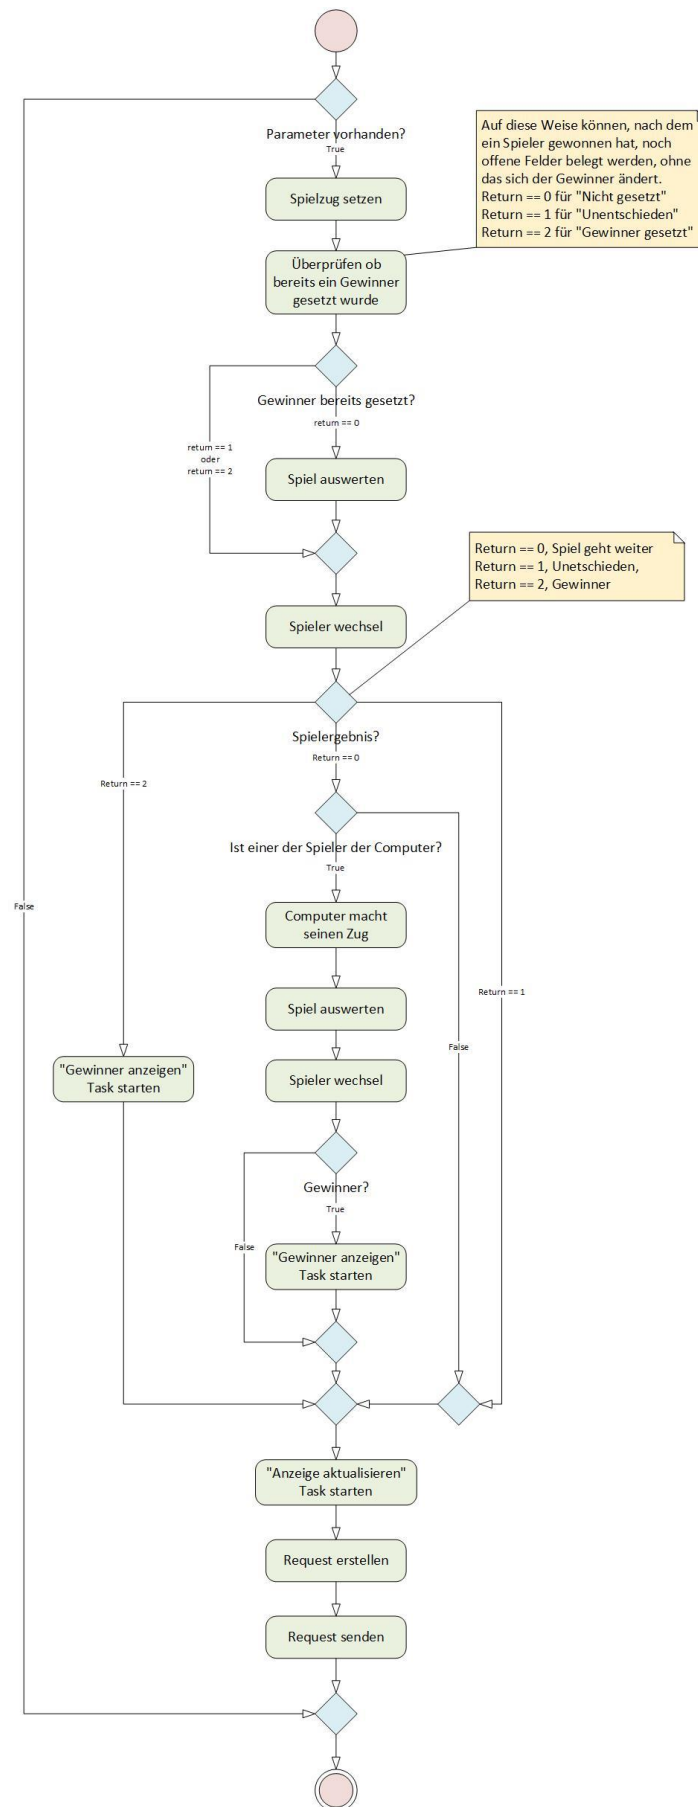 Parameter vorhanden?
True
Auf diese Weise können, nach dem
ein Spieler gewonnen hat, noch
offene Felder belegt werden, ohne
das sich der Gewinner ändert.
Return == 0 für "Nicht gesetzt"
Return == 1 für "Unentschieden"
Return == 2 für "Gewinner gesetzt"
Spielzug setzen
Überprüfen ob
bereits ein Gewinner
gesetzt wurde
Gewinner bereits gesetzt?
return == 0
return == 1
oder
return == 2
Spiel auswerten
Return == 0, Spiel geht weiter
Return == 1, Unetschieden,
Return == 2, Gewinner
Spieler wechsel
Spielergebnis?
Return == 0
Return == 2
Ist einer der Spieler der Computer?
True
False
Computer macht
seinen Zug
Return == 1
Spiel auswerten
False
"Gewinner anzeigen"
Task starten
Spieler wechsel
Gewinner?
True
False
"Gewinner anzeigen"
Task starten
"Anzeige aktualisieren"
Task starten
Request erstellen
Request senden